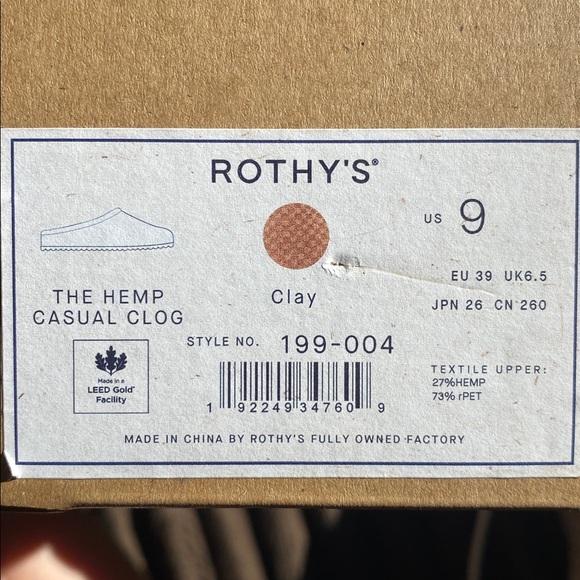 ROTHY'S®
US 9
EU 39 UK6.5
JPN 26 CN 260
THE HEMP
CASUAL CLOG
Clay
STYLE NO. 199-004
Made in a
LEED Gold®
Facility
1 92249 34760 9
TEXTILE UPPER:
27%HEMP
73% rPET
MADE IN CHINA BY ROTHY'S FULLY OWNED FACTORY